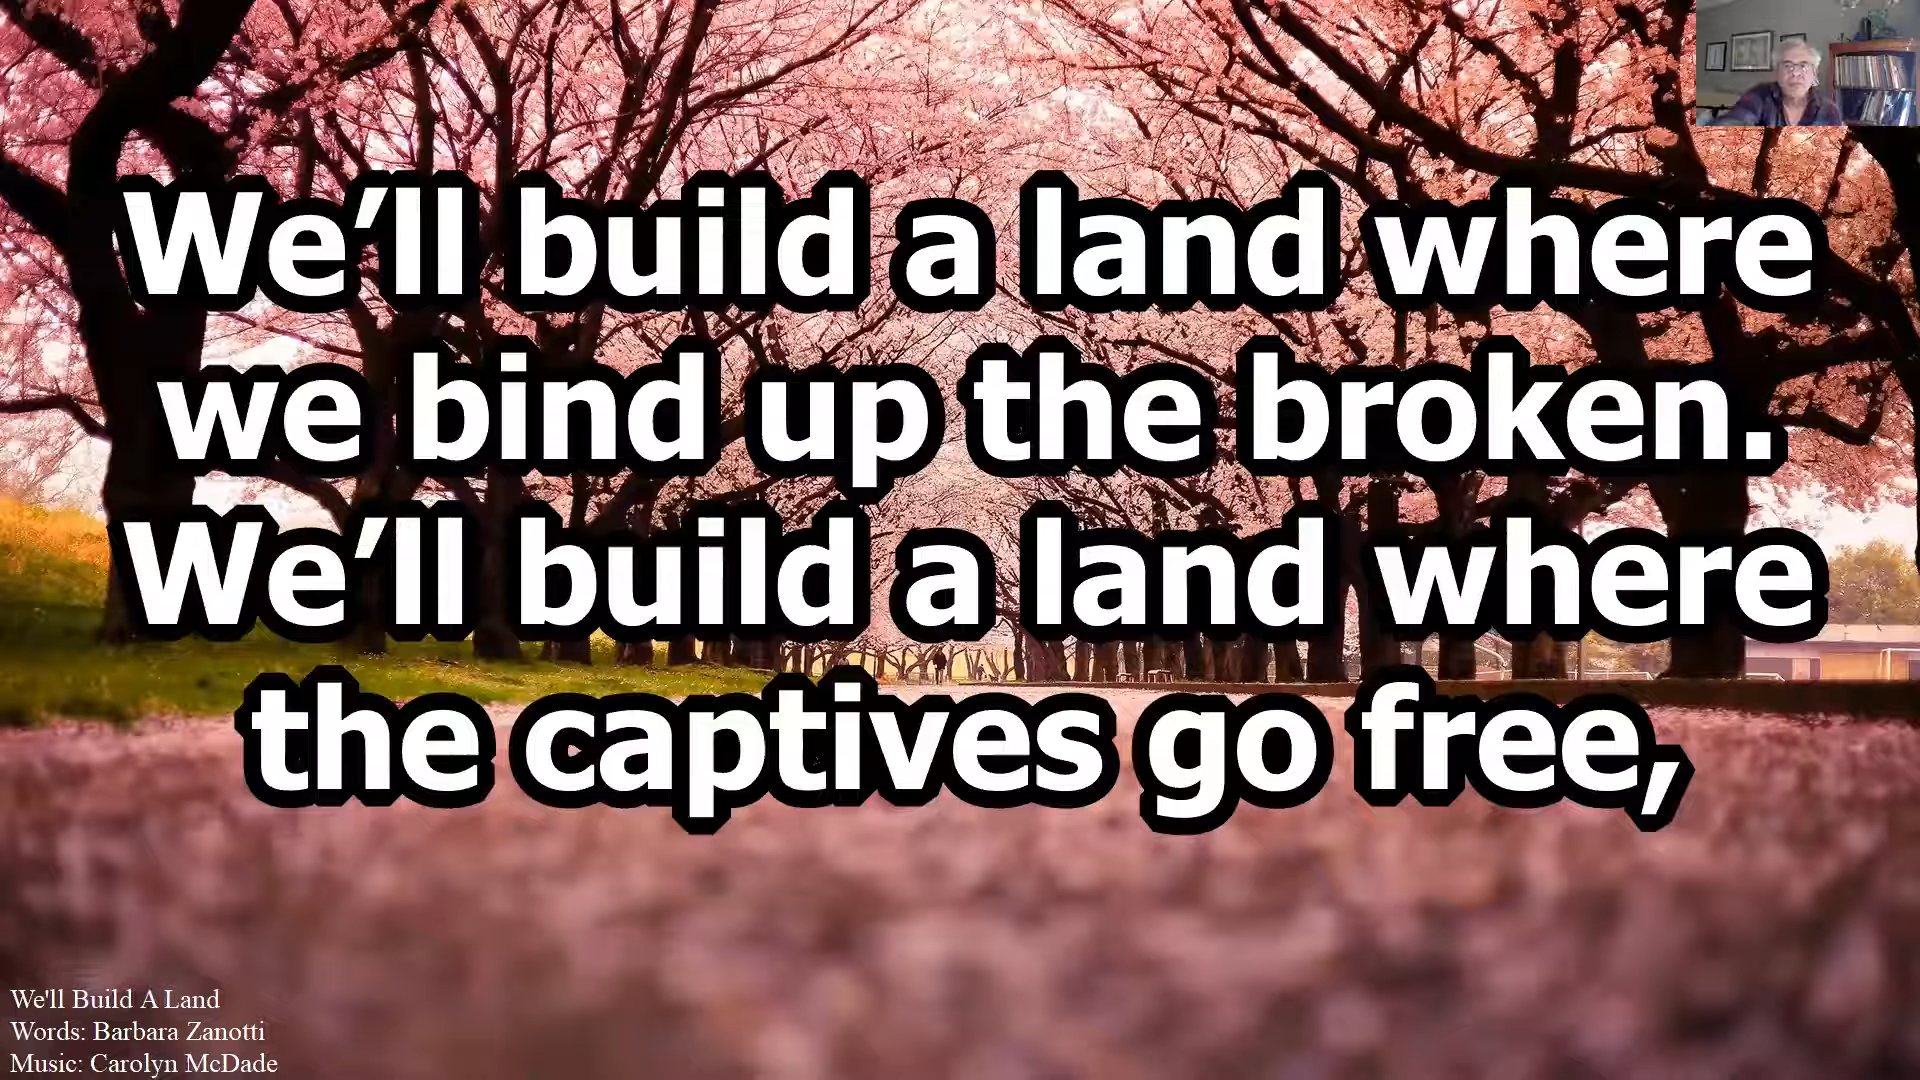 We’ll build a land where
we bind up the broken.
We’ll build a land where
the captives go free,
We'll Build A Land
Words: Barbara Zanotti
Music: Carolyn McDade